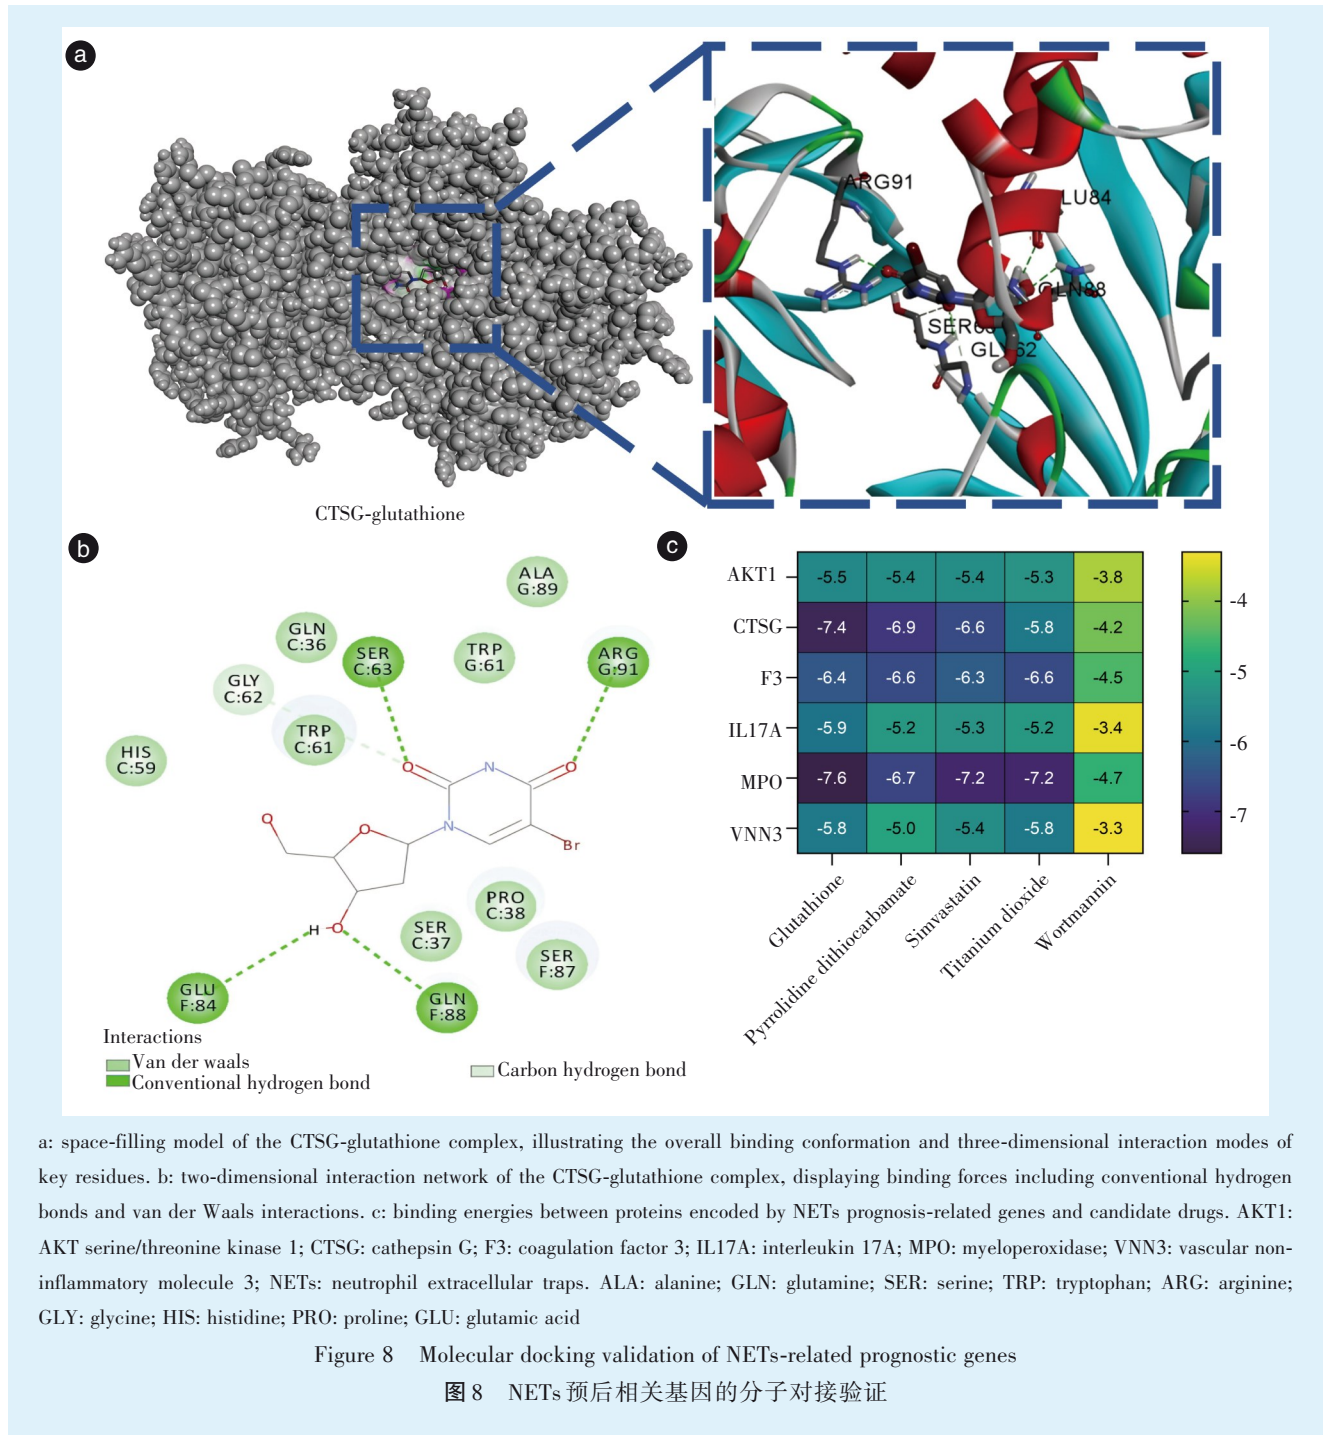 a
ARG91
LU84
GLN88
SER63
GLY62
CTSG-glutathione
b
ALA
G:89
GLN
C:36
SER
C:63
TRP
G:61
ARG
G:91
GLY
C:62
TRP
C:61
HIS
C:59
O
N
O
O
O
N
Br
H
O
PRO
C:38
SER
C:37
SER
F:87
GLU
F:84
GLN
F:88
Interactions
Van der waals
Conventional hydrogen bond
Carbon hydrogen bond
c
AKT1 -5.5 -5.4 -5.4 -5.3 -3.8
CTSG -7.4 -6.9 -6.6 -5.8 -4.2
F3 -6.4 -6.6 -6.3 -6.6 -4.5
IL17A -5.9 -5.2 -5.3 -5.2 -3.4
MPO -7.6 -6.7 -7.2 -7.2 -4.7
VNN3 -5.8 -5.0 -5.4 -5.8 -3.3
Glutathione
Pyrrolidine dithiocarbamate
Simvastatin
Titanium dioxide
Wortmannin
-4
-5
-6
-7
a: space-filling model of the CTSG-glutathione complex, illustrating the overall binding conformation and three-dimensional interaction modes of
key residues. b: two-dimensional interaction network of the CTSG-glutathione complex, displaying binding forces including conventional hydrogen
bonds and van der Waals interactions. c: binding energies between proteins encoded by NETs prognosis-related genes and candidate drugs. AKT1:
AKT serine/threonine kinase 1; CTSG: cathepsin G; F3: coagulation factor 3; IL17A: interleukin 17A; MPO: myeloperoxidase; VNN3: vascular non-
inflammatory molecule 3; NETs: neutrophil extracellular traps. ALA: alanine; GLN: glutamine; SER: serine; TRP: tryptophan; ARG: arginine;
GLY: glycine; HIS: histidine; PRO: proline; GLU: glutamic acid
Figure 8 Molecular docking validation of NETs-related prognostic genes
图8 NETs预后相关基因的分子对接验证